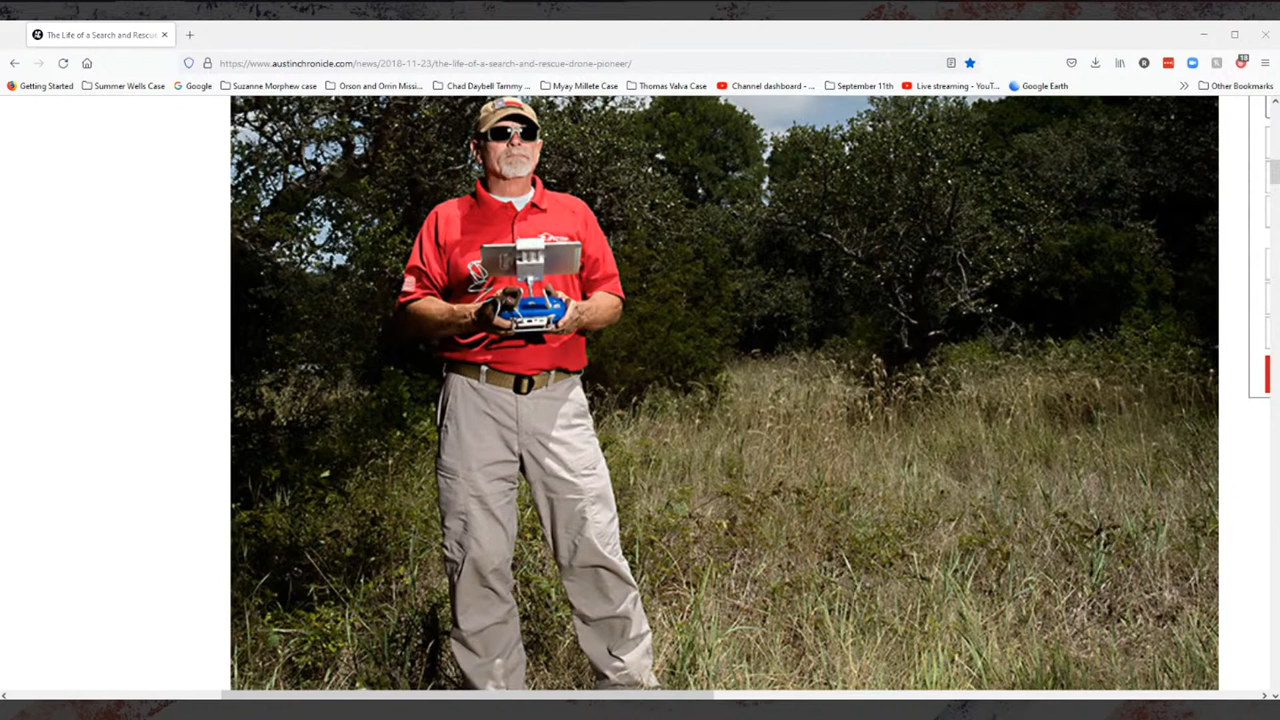 The Life of a Search and Rescue
https://www.austinchronicle.com/news/2018-11-23/the-life-of-a-search-and-rescue-drone-pioneer/
Getting Started Summer Wells Case Google Suzanne Morphew case Orson and Orrin Missi... Chad Daybell Tammy ... Myay Millete Case Thomas Valva Case Channel dashboard - ... September 11th Live streaming - YouT... Google Earth Other Bookmarks